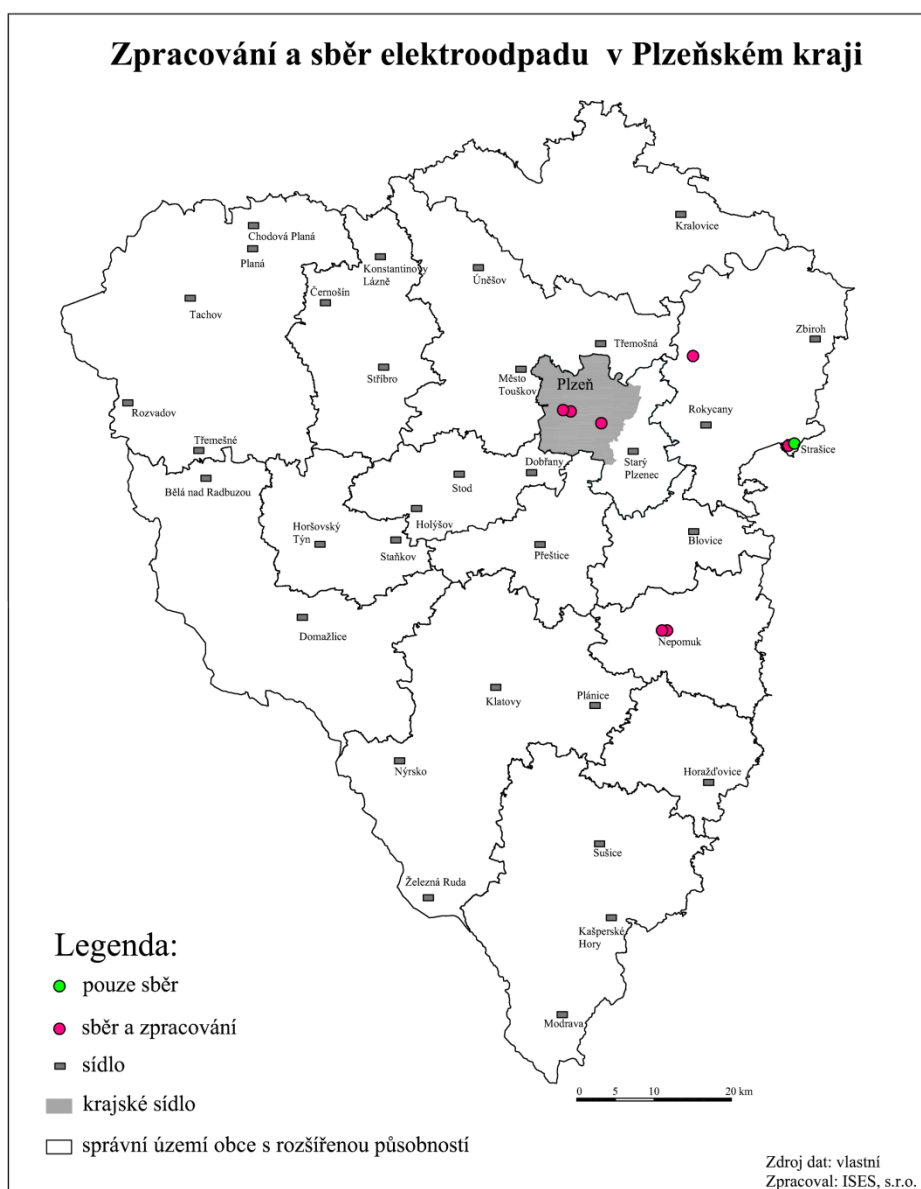 Zpracování a sběr elektroodpadu v Plzeňském kraji
Kralovice
Chodová Planá
Planá
Konstantinovy
Lázně
Úněšov
Černošín
Tachov
Zbiroh
Třemošná
Stříbro
Město
Touškov
Plzeň
Rozvadov
Rokycany
Třemešné
Strašice
Starý
Plzenec
Dobřany
Stod
Bělá nad Radbuzou
Holýšov
Horšovský
Týn
Staňkov
Přeštice
Blovice
Domažlice
Nepomuk
Klatovy
Plánice
Nýrsko
Horažďovice
Sušice
Železná Ruda
Kašperské
Hory
Modrava
Legenda:
pouze sběr
sběr a zpracování
sídlo
krajské sídlo
správní území obce s rozšířenou působností
0 5 10 20 km
Zdroj dat: vlastní
Zpracoval: ISES, s.r.o.